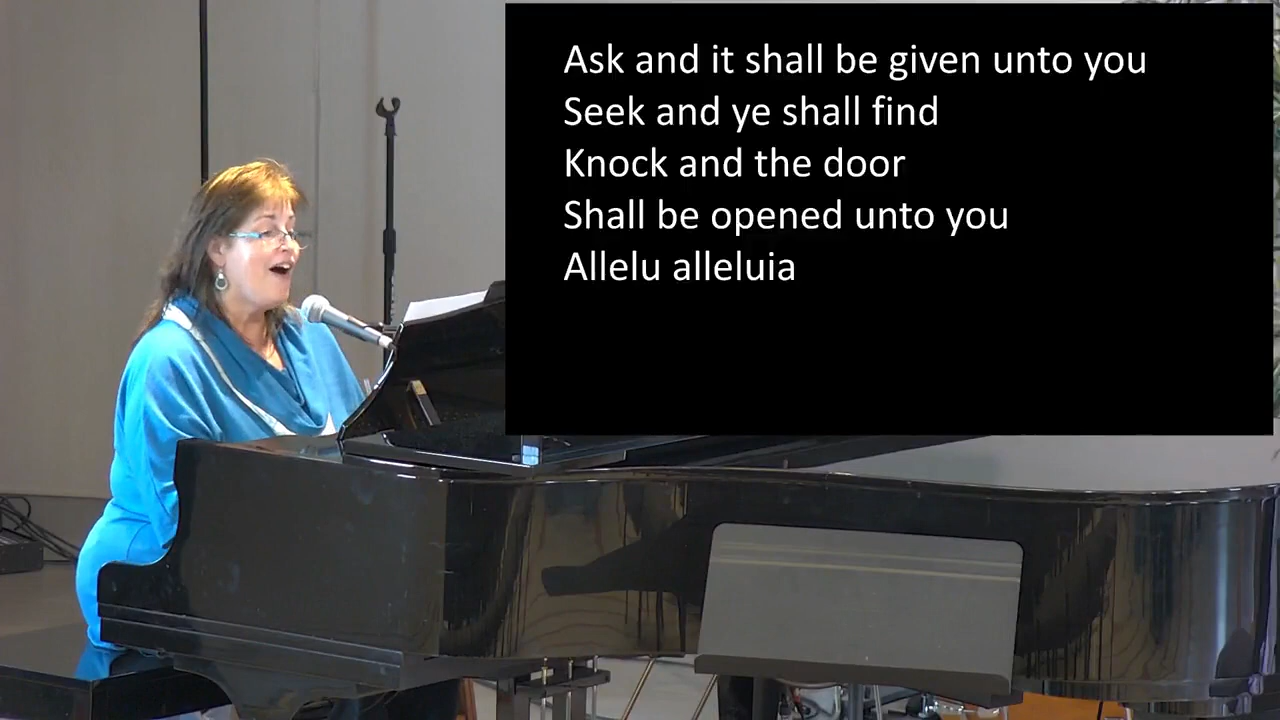 Ask and it shall be given unto you
Seek and ye shall find
Knock and the door
Shall be opened unto you
Allelu alleluia